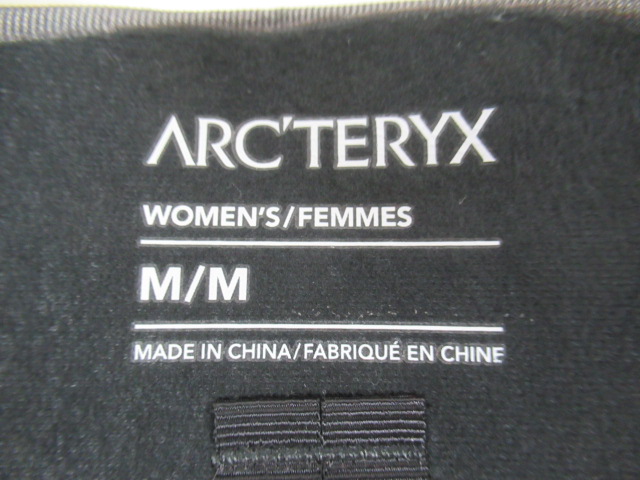 ARC'TERYX
WOMEN'S/FEMMES
M/M
MADE IN CHINA/FABRIQUÉ EN CHINE